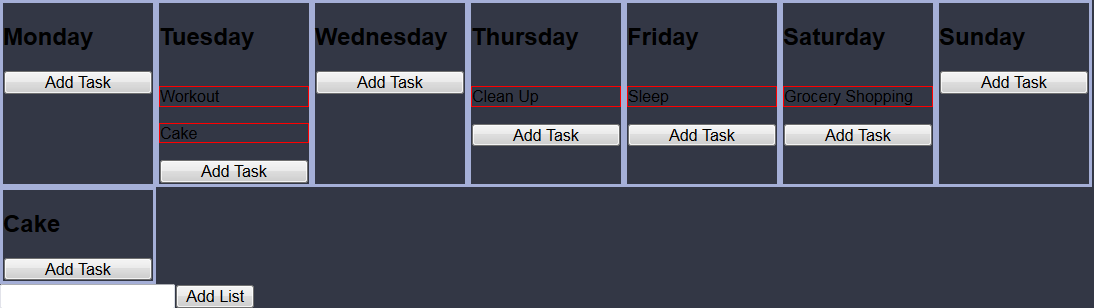 Monday
Add Task
Tuesday
Workout
Cake
Add Task
Wednesday
Add Task
Thursday
Clean Up
Add Task
Friday
Sleep
Add Task
Saturday
Grocery Shopping
Add Task
Sunday
Add Task
Cake
Add Task
Add List